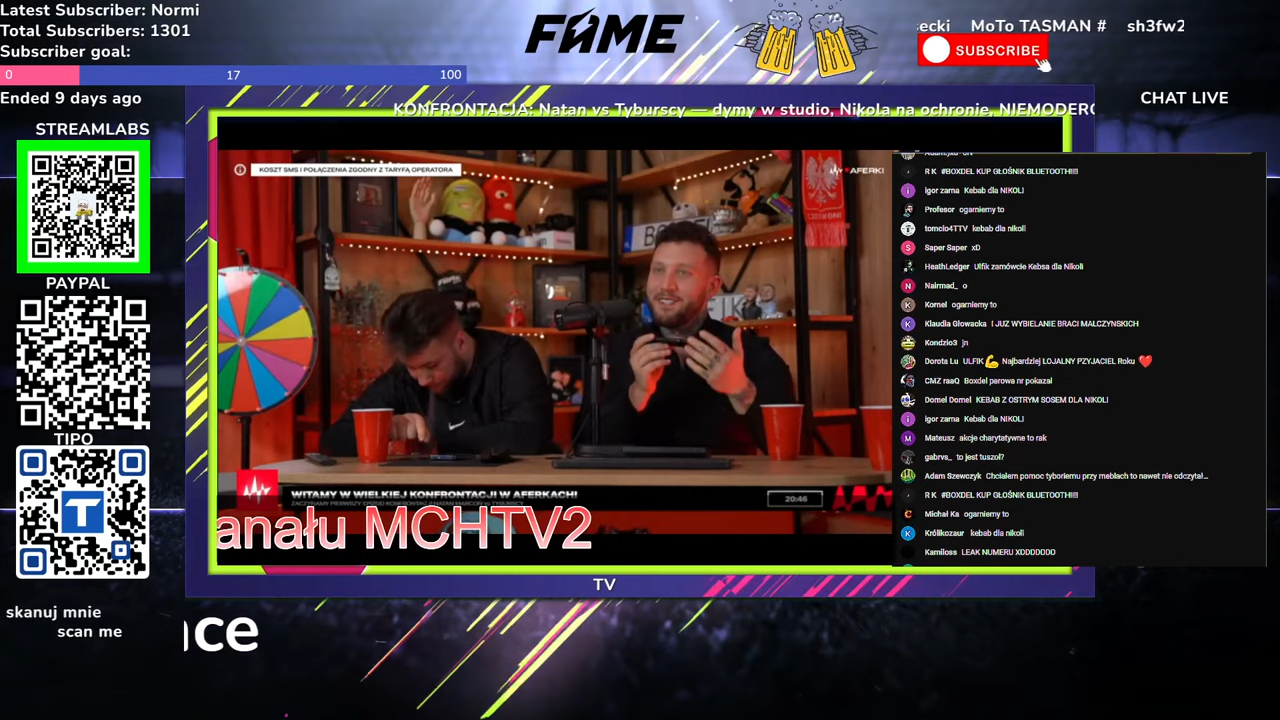 Latest Subscriber: Normi
Total Subscribers: 1301
Subscriber goal:
0 17 100
Ended 9 days ago
STREAMLABS
PAYPAL
TIPO
T
skanuj mnie
scan me
FAME
ecki MoTo TASMAN # sh3fw2
SUBSCRIBE
CHAT LIVE
KONFRONTACJA: Natan vs Tyburscy — dymy w studio, Nikola na ochronie, NIEMODERO
KOSZT SMS I POŁĄCZENIA ZGODNY Z TARYFĄ OPERATORA
AFERKI
WITAMY W WIELKIEJ KONFRONTACJI W AFERKACH!
20:46
anału MCHTV2
TV
nce
R K #BOXDEL KUP GŁOŚNIK BLUETOOTH!!!!
igor zarna Kebab dla NIKOLI
Profesor ogarniemy to
tomcio4TTV kebab dla nikoli
Saper Saper xD
HeathLedger Ulfik zamówcie Kebsa dla Nikoli
Nairmad_ o
Kornel ogarniemy to
Klaudia Głowacka I JUZ WYBIELANIE BRACI MALCZYNSKICH
Kondzio3 jn
Dorota Lu ULFIK💪 Najbardziej LOJALNY PZYJACIEL Roku ❤️
CMZ raaQ Boxdel parowa nr pokazal
Domel Domel KEBAB Z OSTRYM SOSEM DLA NIKOLI
igor zarna Kebab dla NIKOLI
Mateusz akcje charytatywne to rak
gabrvs_ to jest tuszol?
Adam Szewczyk Chciałem pomoc tyboriemu przy meblach to nawet nie odczytał...
R K #BOXDEL KUP GŁOŚNIK BLUETOOTH!!!!
Michał Ka ogarniemy to
Królikozaur kebab dla nikoli
Kamiloss LEAK NUMERU XDDDDDDD